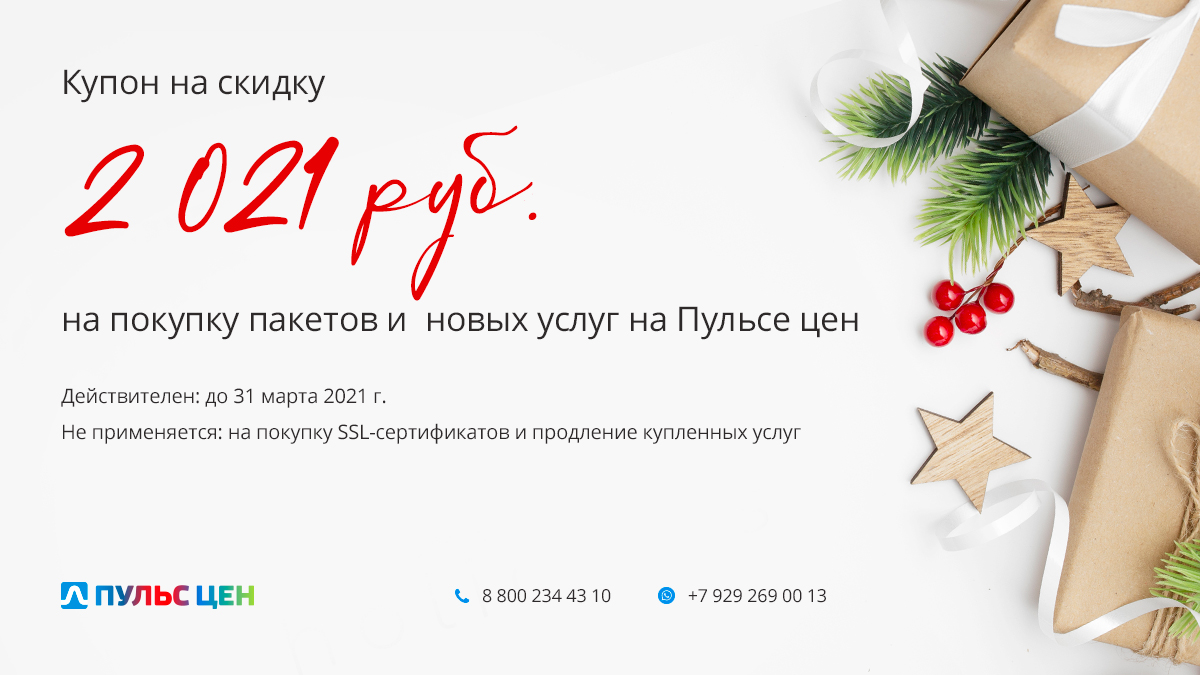 Купон на скидку
2 021 руб.
на покупку пакетов и новых услуг на Пульсе цен
Действителен: до 31 марта 2021 г.
Не применяется: на покупку SSL-сертификатов и продление купленных услуг
ПУЛЬС ЦЕН 8 800 234 43 10 +7 929 269 00 13